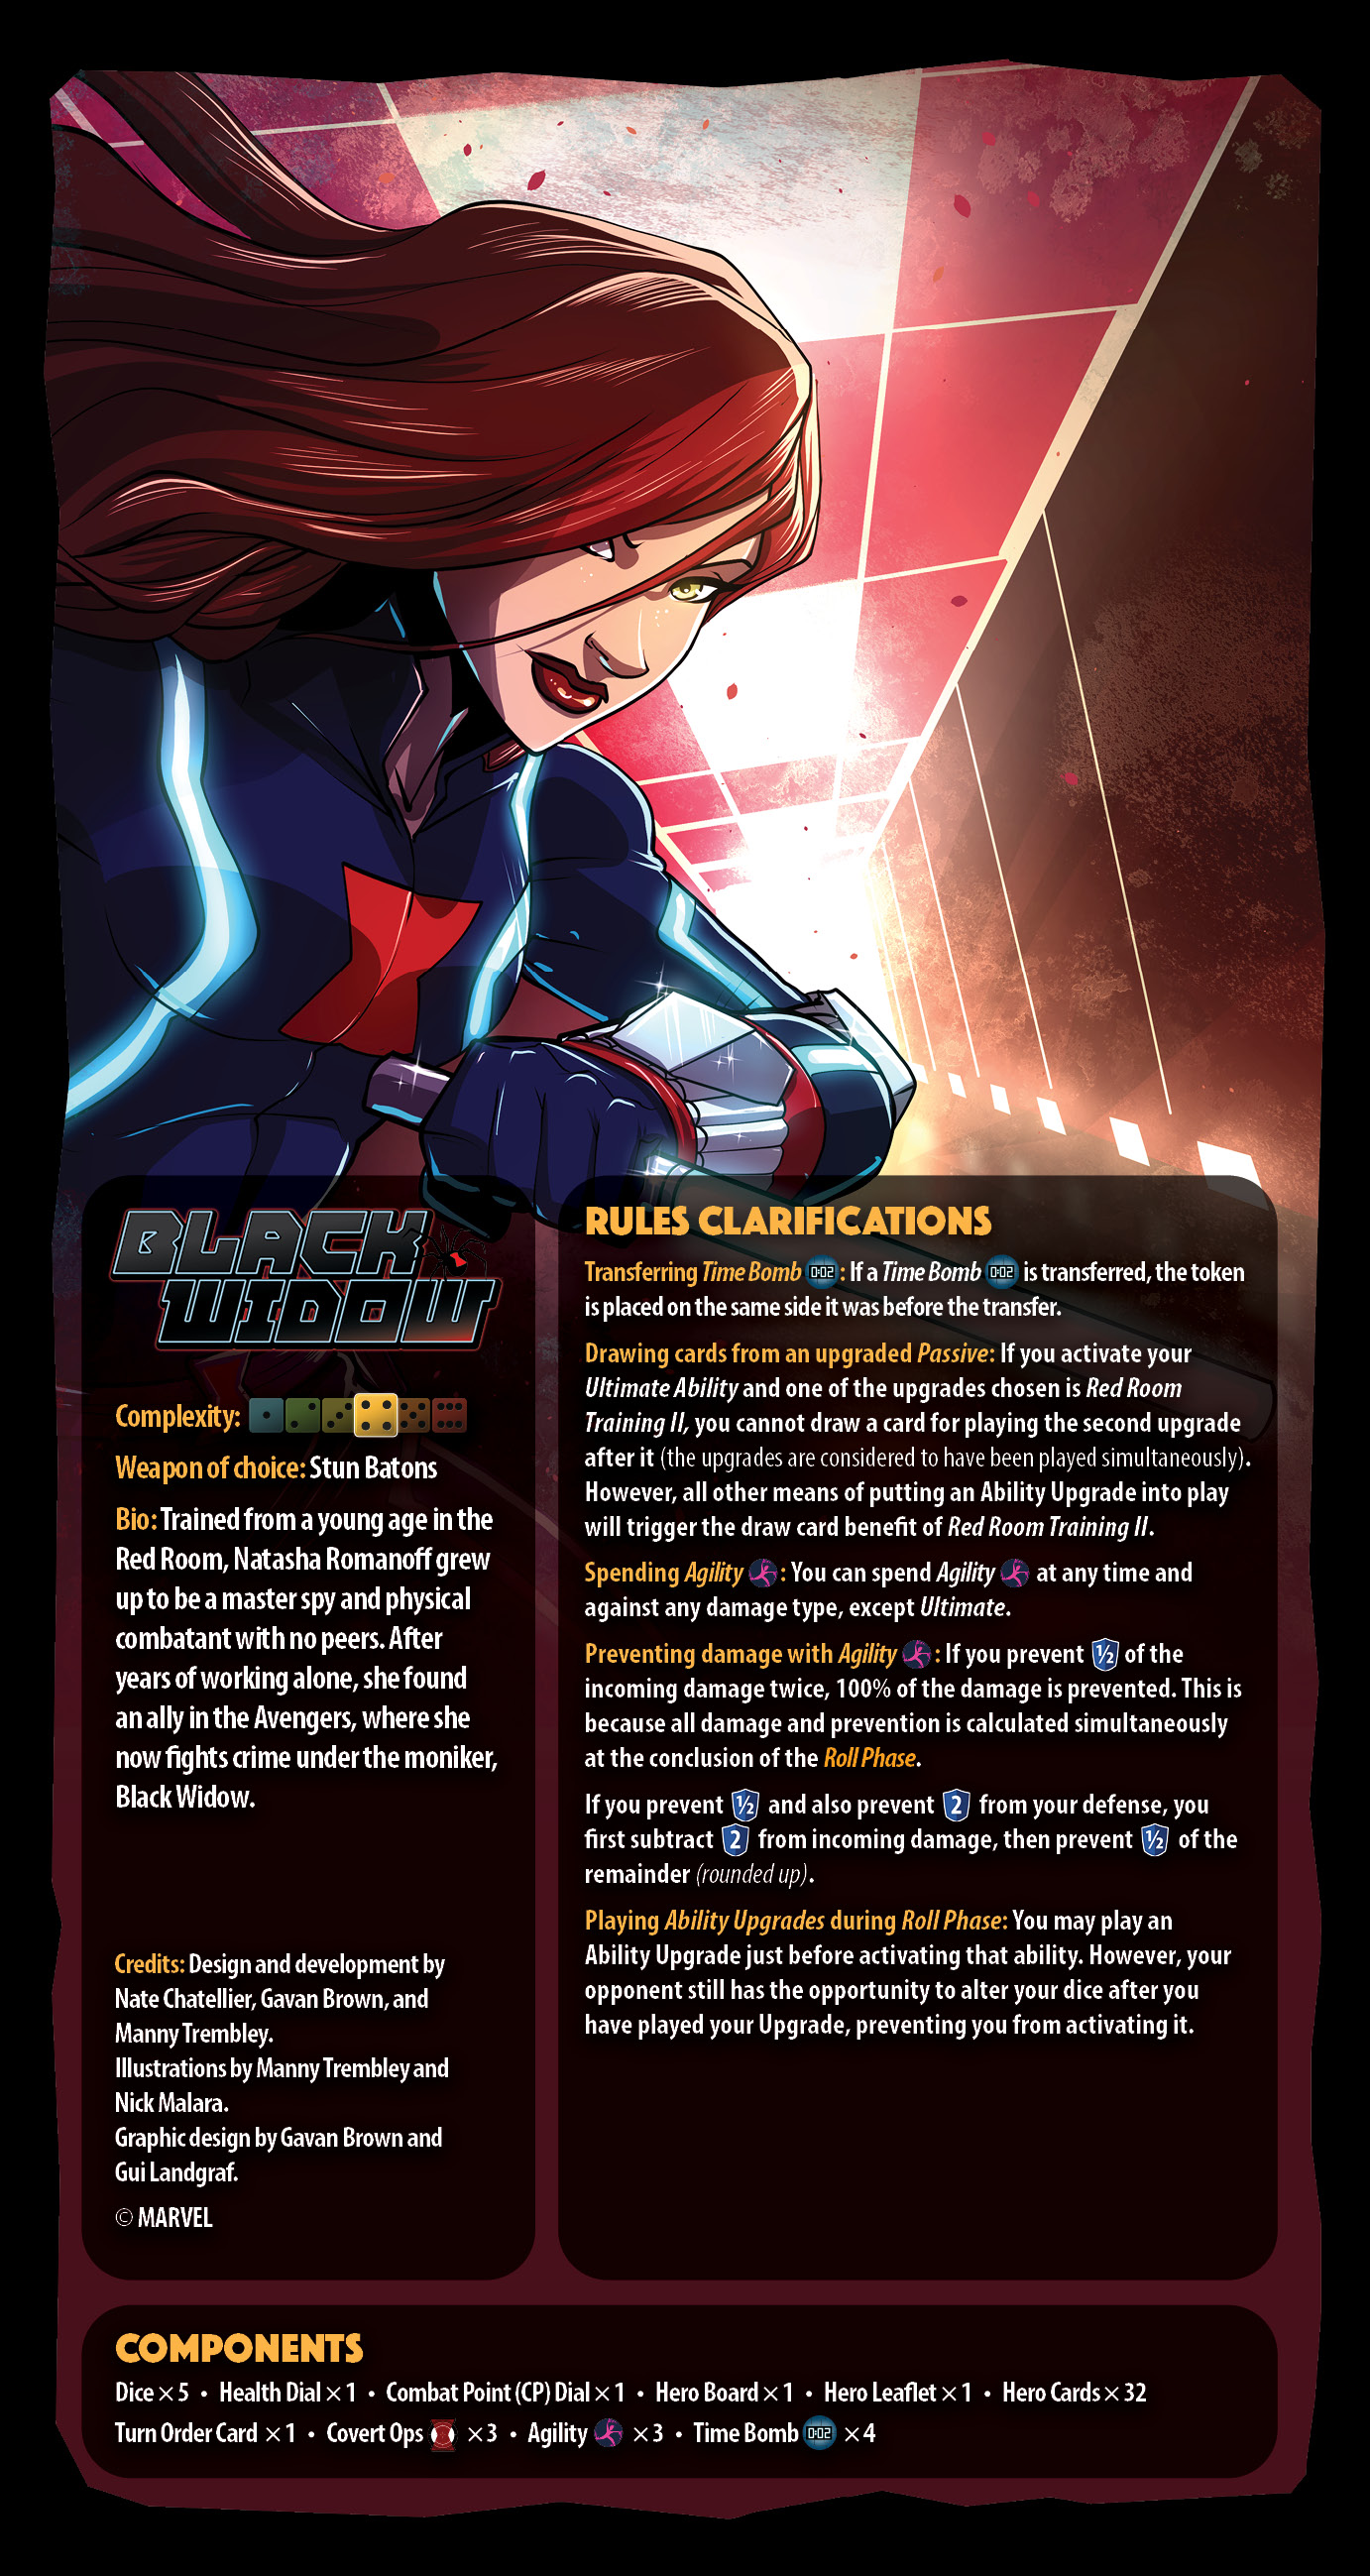 BLACK
WIDOW
Complexity:
Weapon of choice: Stun Batons
Bio: Trained from a young age in the
Red Room, Natasha Romanoff grew
up to be a master spy and physical
combatant with no peers. After
years of working alone, she found
an ally in the Avengers, where she
now fights crime under the moniker,
Black Widow.
Credits: Design and development by
Nate Chatellier, Gavan Brown, and
Manny Trembley.
Illustrations by Manny Trembley and
Nick Malara.
Graphic design by Gavan Brown and
Gui Landgraf.
© MARVEL
RULES CLARIFICATIONS
Transferring Time Bomb 0:02 : If a Time Bomb 0:02 is transferred, the token
is placed on the same side it was before the transfer.
Drawing cards from an upgraded Passive: If you activate your
Ultimate Ability and one of the upgrades chosen is Red Room
Training II, you cannot draw a card for playing the second upgrade
after it (the upgrades are considered to have been played simultaneously).
However, all other means of putting an Ability Upgrade into play
will trigger the draw card benefit of Red Room Training II.
Spending Agility : You can spend Agility at any time and
against any damage type, except Ultimate.
Preventing damage with Agility : If you prevent ½ of the
incoming damage twice, 100% of the damage is prevented. This is
because all damage and prevention is calculated simultaneously
at the conclusion of the Roll Phase.
If you prevent ½ and also prevent 2 from your defense, you
first subtract 2 from incoming damage, then prevent ½ of the
remainder (rounded up).
Playing Ability Upgrades during Roll Phase: You may play an
Ability Upgrade just before activating that ability. However, your
opponent still has the opportunity to alter your dice after you
have played your Upgrade, preventing you from activating it.
COMPONENTS
Dice × 5 • Health Dial × 1 • Combat Point (CP) Dial × 1 • Hero Board × 1 • Hero Leaflet × 1 • Hero Cards × 32
Turn Order Card × 1 • Covert Ops × 3 • Agility × 3 • Time Bomb 0:02 × 4